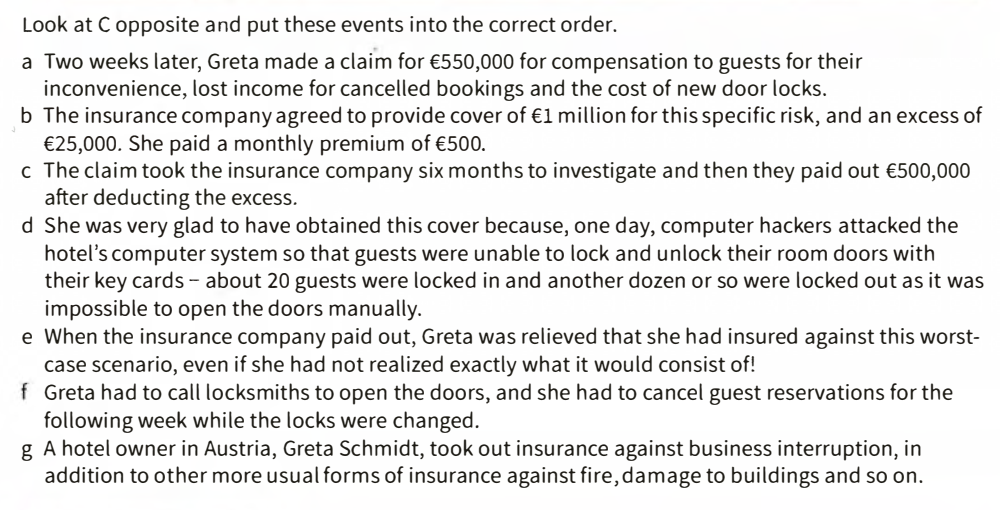 Look at C opposite and put these events into the correct order.
a Two weeks later, Greta made a claim for €550,000 for compensation to guests for their
inconvenience, lost income for cancelled bookings and the cost of new door locks.
b The insurance company agreed to provide cover of €1 million for this specific risk, and an excess of
€25,000. She paid a monthly premium of €500.
c The claim took the insurance company six months to investigate and then they paid out €500,000
after deducting the excess.
d She was very glad to have obtained this cover because, one day, computer hackers attacked the
hotel's computer system so that guests were unable to lock and unlock their room doors with
their key cards – about 20 guests were locked in and another dozen or so were locked out as it was
impossible to open the doors manually.
e When the insurance company paid out, Greta was relieved that she had insured against this worst-
case scenario, even if she had not realized exactly what it would consist of!
f Greta had to call locksmiths to open the doors, and she had to cancel guest reservations for the
following week while the locks were changed.
g A hotel owner in Austria, Greta Schmidt, took out insurance against business interruption, in
addition to other more usual forms of insurance against fire, damage to buildings and so on.